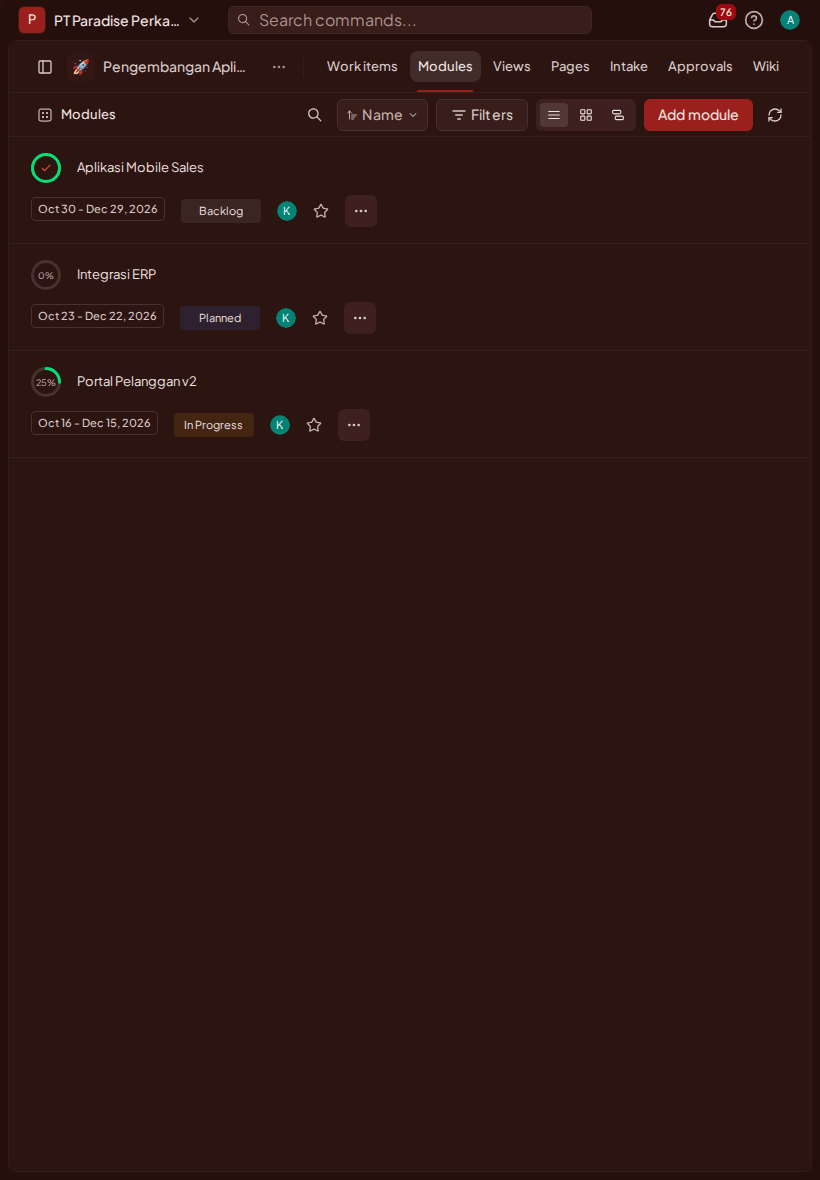 P PT Paradise Perka... Search commands... 76 A
🚀 Pengembangan Apli... Work items Modules Views Pages Intake Approvals Wiki
Modules Name Filters Add module
Aplikasi Mobile Sales
Oct 30 - Dec 29, 2026 Backlog K
0% Integrasi ERP
Oct 23 - Dec 22, 2026 Planned K
25% Portal Pelanggan v2
Oct 16 - Dec 15, 2026 In Progress K